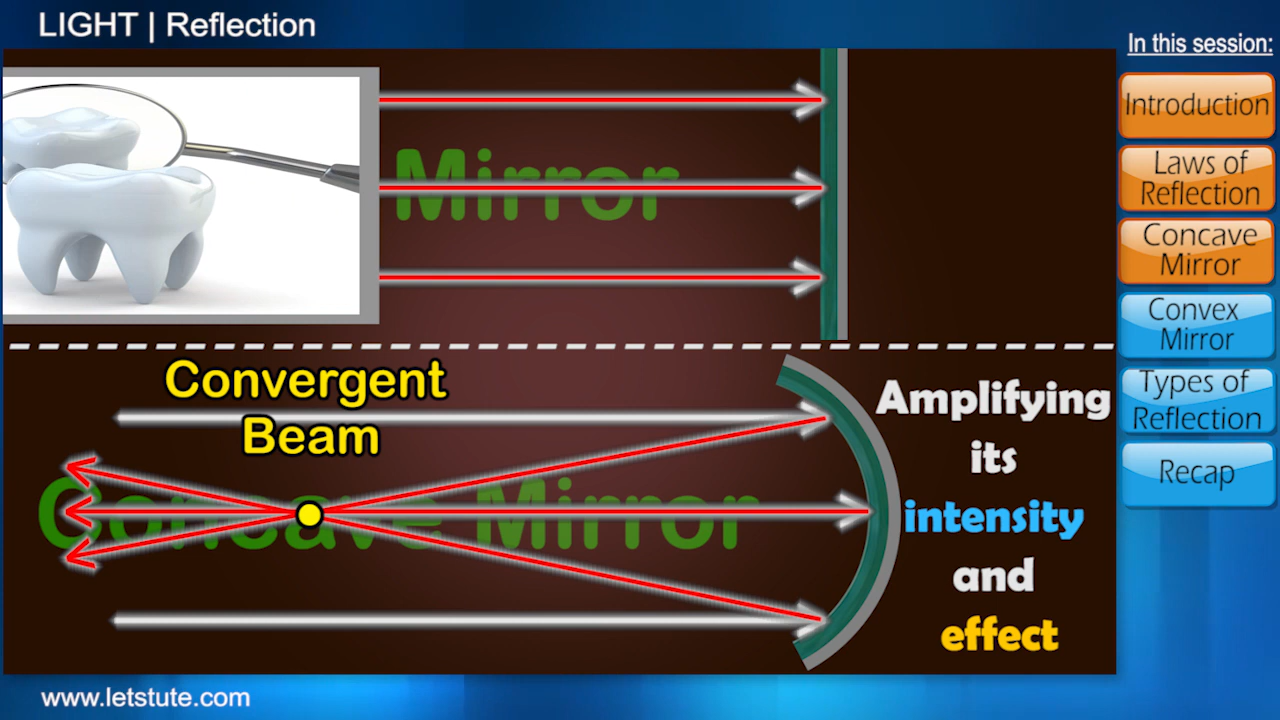 LIGHT | Reflection
In this session:
Introduction
Laws of
Reflection
Concave
Mirror
Convex
Mirror
Types of
Reflection
Recap
Mirror
Convergent
Beam
Concave Mirror
Amplifying
its
intensity
and
effect
www.letstute.com